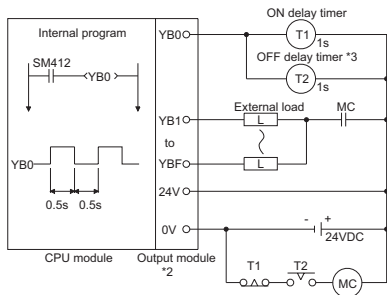 ON delay timer
Internal program
YB0
T1
1s
OFF delay timer *3
SM412
YB0
T2
1s
External load
MC
YB1
L
to
YB0
YBF
L
0.5s
0.5s
24V
0V
- +
24VDC
CPU module
Output module
*2
T1
T2
MC